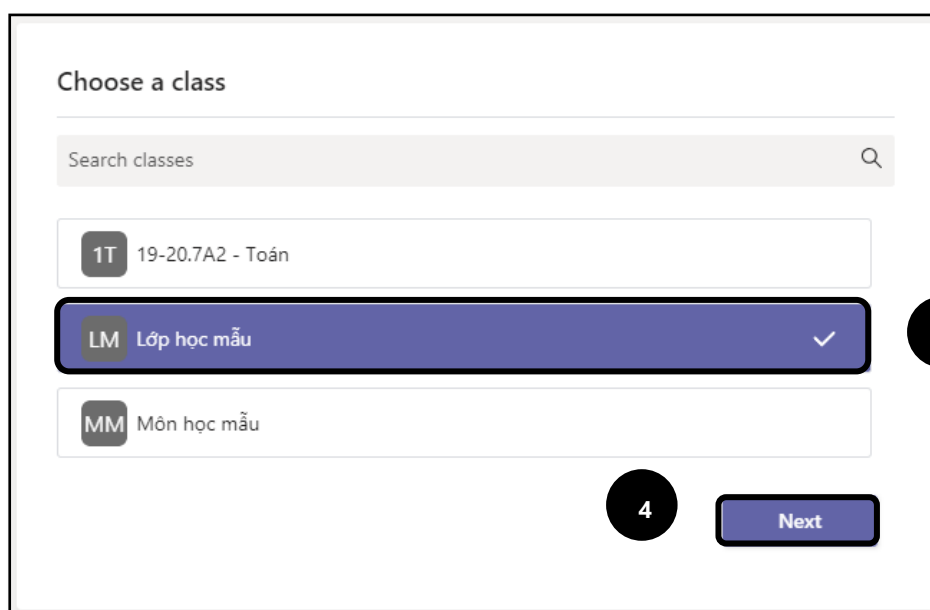 Choose a class
Search classes
1T 19-20.7A2 - Toán
LM Lớp học mẫu
MM Môn học mẫu
4
Next